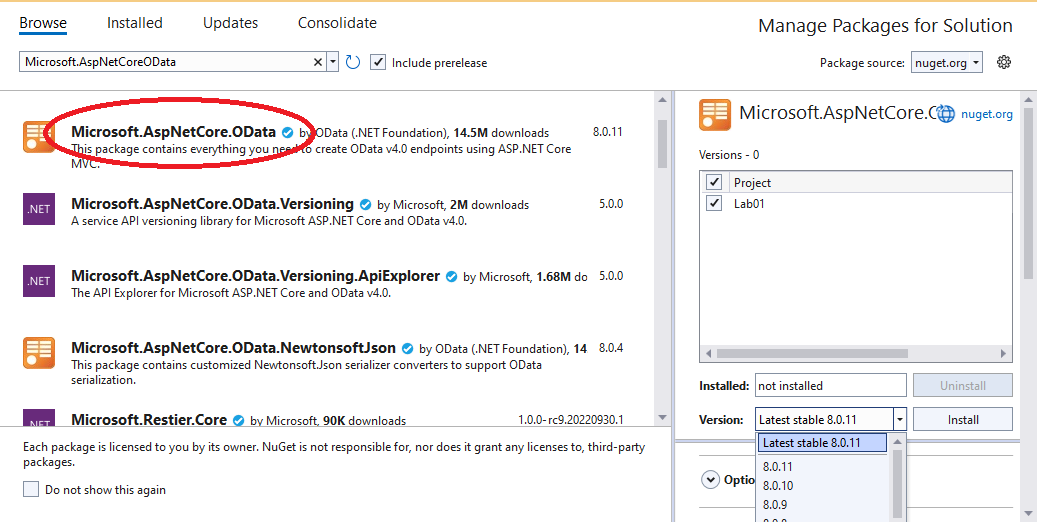 Browse Installed Updates Consolidate
Manage Packages for Solution
Microsoft.AspNetCoreOData
Include prerelease
Package source: nuget.org
Microsoft.AspNetCore.OData by OData (.NET Foundation), 14.5M downloads 8.0.11
This package contains everything you need to create OData v4.0 endpoints using ASP.NET Core
MVC.
.NET
Microsoft.AspNetCore.OData.Versioning by Microsoft, 2M downloads 5.0.0
A service API versioning library for Microsoft ASP.NET Core and OData v4.0.
.NET
Microsoft.AspNetCore.OData.Versioning.ApiExplorer by Microsoft, 1.68M do 5.0.0
The API Explorer for Microsoft ASP.NET Core and OData v4.0.
Microsoft.AspNetCore.OData.NewtonsoftJson by OData (.NET Foundation), 14 8.0.4
This package contains customized Newtonsoft.Json serializer converters to support OData
serialization.
.NET
Microsoft.Restier.Core by Microsoft, 90K downloads 1.0.0-rc9.20220930.1
Each package is licensed to you by its owner. NuGet is not responsible, nor does it grant any licenses to, third-party
packages.
Do not show this again
Microsoft.AspNetCore.O nuget.org
Versions - 0
Project
Lab01
Installed: not installed Uninstall
Version: Latest stable 8.0.11 Install
Latest stable 8.0.11
8.0.11
8.0.10
8.0.9
Optio